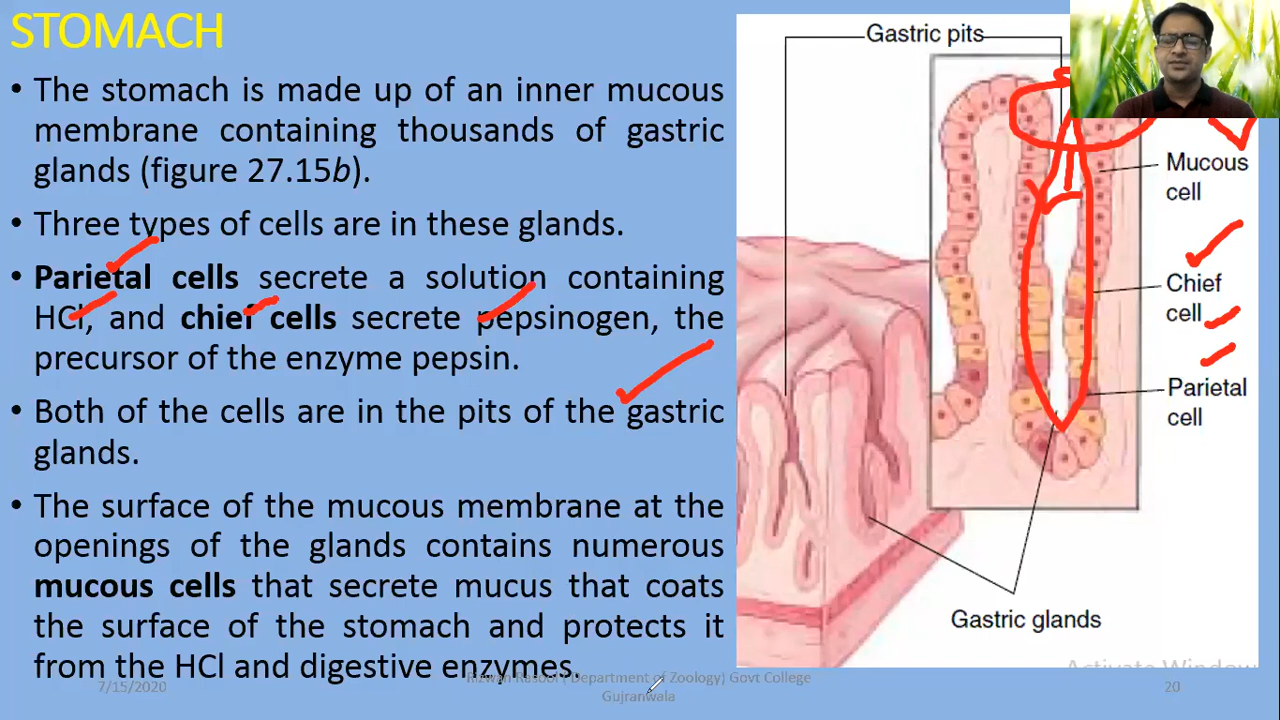 STOMACH
• The stomach is made up of an inner mucous
membrane containing thousands of gastric
glands (figure 27.15b).
• Three types of cells are in these glands.
• Parietal cells secrete a solution containing
HCl, and chief cells secrete pepsinogen, the
precursor of the enzyme pepsin.
• Both of the cells are in the pits of the gastric
glands.
• The surface of the mucous membrane at the
openings of the glands contains numerous
mucous cells that secrete mucus that coats
the surface of the stomach and protects it
from the HCl and digestive enzymes.
Gastric pits
Mucous
cell
Chief
cell
Parietal
cell
Gastric glands
7/15/2020
Rizwan Rasool ( Department of Zoology) Govt College
Gujranwala
20